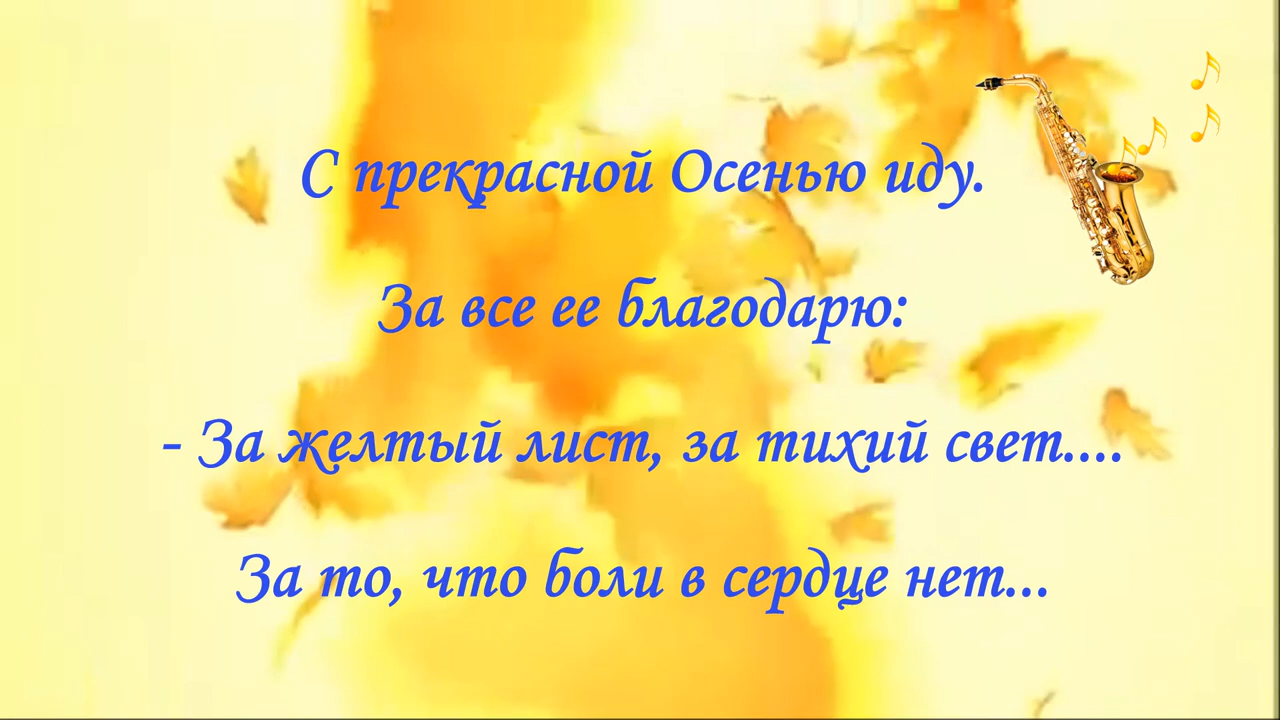 С прекрасной Осенью иду.
За все ее благодарю:
- За желтый лист, за тихий свет....
За то, что боли в сердце нет...